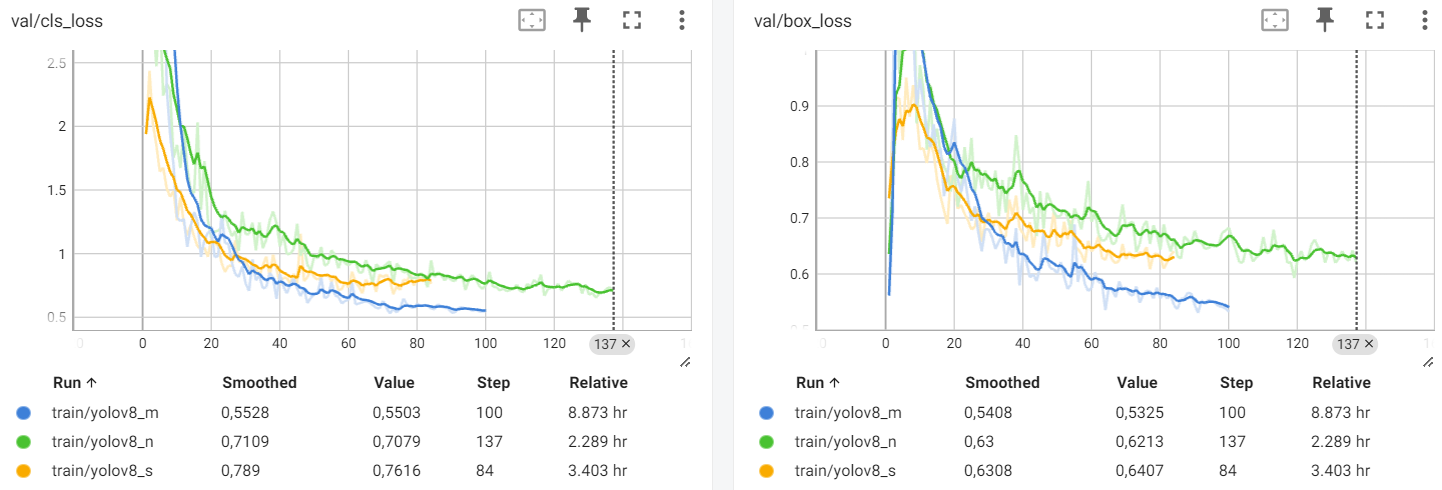 val/cls_loss
2.5
2
1.5
1
0.5
0 0 20 40 60 80 100 120 137 ×
Run ↑ Smoothed Value Step Relative
train/yolov8_m 0,5528 0,5503 100 8.873 hr
train/yolov8_n 0,7109 0,7079 137 2.289 hr
train/yolov8_s 0,789 0,7616 84 3.403 hr
val/box_loss
0.9
0.8
0.7
0.6
0.5
0 0 20 40 60 80 100 120 137 ×
Run ↑ Smoothed Value Step Relative
train/yolov8_m 0,5408 0,5325 100 8.873 hr
train/yolov8_n 0,63 0,6213 137 2.289 hr
train/yolov8_s 0,6308 0,6407 84 3.403 hr